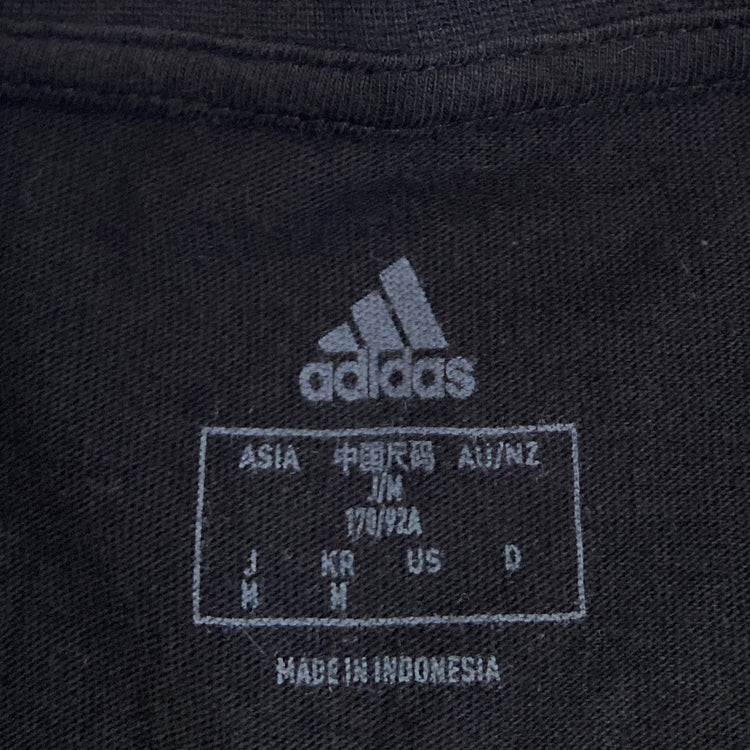 adidas
ASIA 中国尺码 AU/NZ
J/M
170/92A
J KR US D
M M
MADE IN INDONESIA